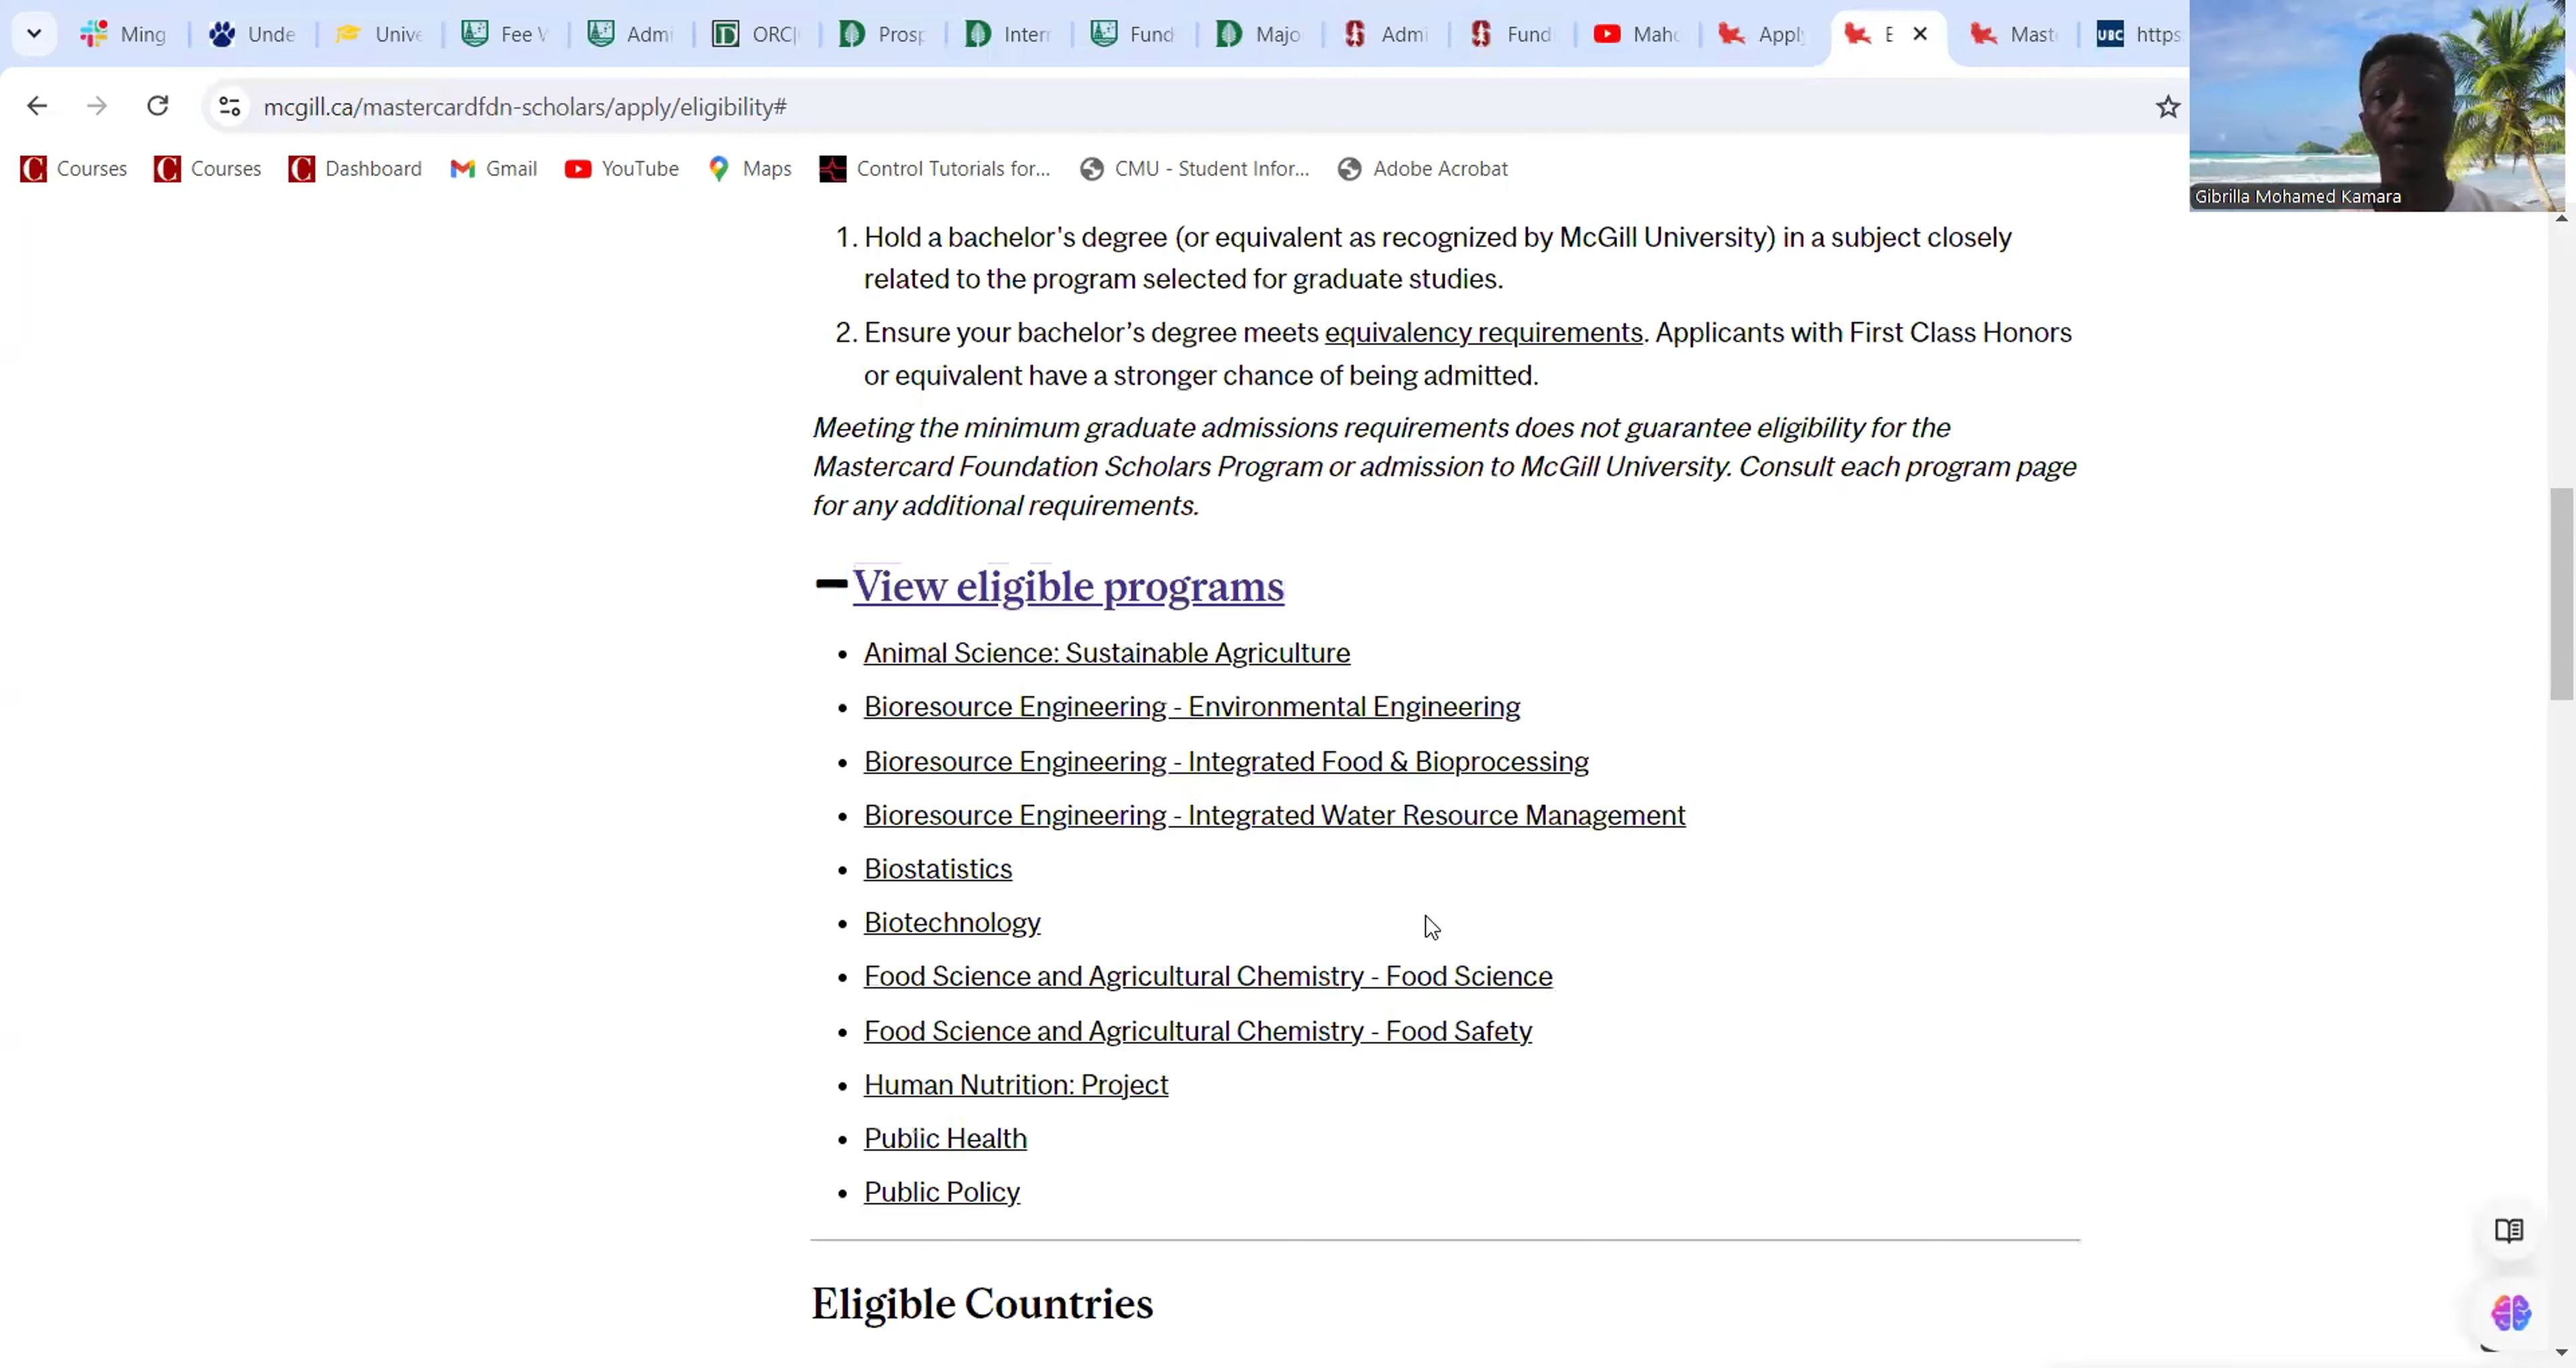 Ming
Unde
Unive
Fee W
Admi
ORC|
Prosp
Intern
Fund
Majo
Admi
Fund
Maho
Apply
E
Mast
UBC https
mcgill.ca/mastercardfdn-scholars/apply/eligibility#
Courses
Courses
Dashboard
Gmail
YouTube
Maps
Control Tutorials for...
CMU - Student Infor...
Adobe Acrobat
Gibrilla Mohamed Kamara
1. Hold a bachelor's degree (or equivalent as recognized by McGill University) in a subject closely
related to the program selected for graduate studies.
2. Ensure your bachelor's degree meets equivalency requirements. Applicants with First Class Honors
or equivalent have a stronger chance of being admitted.
Meeting the minimum graduate admissions requirements does not guarantee eligibility for the
Mastercard Foundation Scholars Program or admission to McGill University. Consult each program page
for any additional requirements.
View eligible programs
• Animal Science: Sustainable Agriculture
• Bioresource Engineering - Environmental Engineering
• Bioresource Engineering - Integrated Food & Bioprocessing
• Bioresource Engineering - Integrated Water Resource Management
• Biostatistics
• Biotechnology
• Food Science and Agricultural Chemistry - Food Science
• Food Science and Agricultural Chemistry - Food Safety
• Human Nutrition: Project
• Public Health
• Public Policy
Eligible Countries